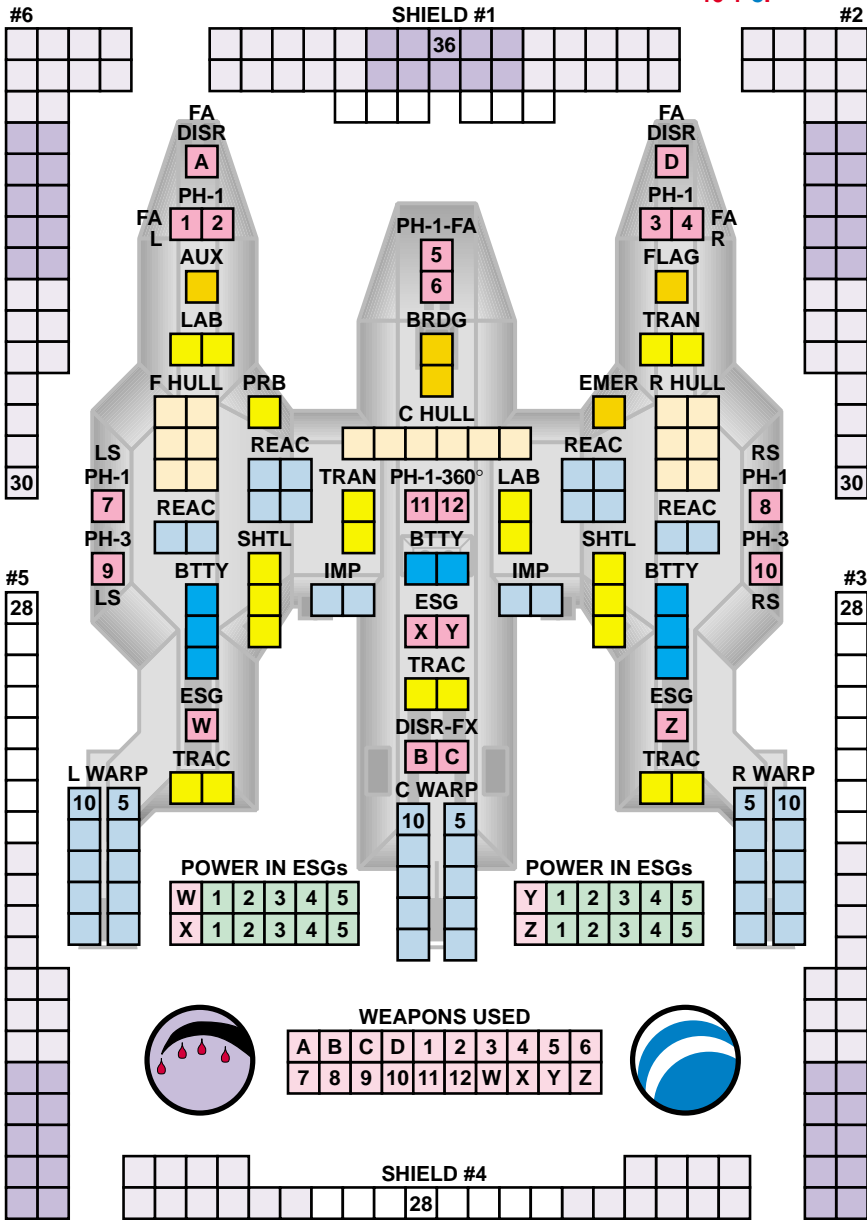 #6 SHIELD #1 #2
36
FA FA
DISR DISR
A D
PH-1 PH-1
FA 1 2 PH-1-FA 3 4 FA
L 5 R
AUX 6 FLAG
LAB BRDG TRAN
F HULL PRB EMER R HULL
C HULL
LS REAC REAC RS
30 PH-1 TRAN PH-1-360° LAB PH-1 30
7 REAC 11 12 REAC 8
PH-3 SHTL BTTY SHTL PH-3
#5 9 BTTY IMP IMP BTTY 10 #3
28 LS ESG RS 28
X Y
TRAC
ESG ESG
W DISR-FX Z
L WARP TRAC B C TRAC R WARP
10 5 C WARP 5 10
10 5
POWER IN ESGs POWER IN ESGs
W 1 2 3 4 5 Y 1 2 3 4 5
X 1 2 3 4 5 Z 1 2 3 4 5
WEAPONS USED
A B C D 1 2 3 4 5 6
7 8 9 10 11 12 W X Y Z
SHIELD #4
28